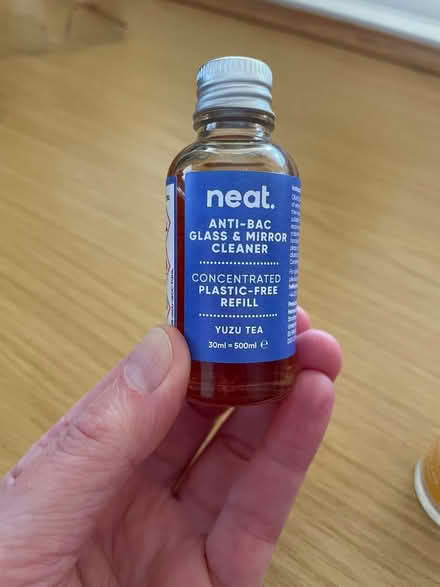 neat.
ANTI-BAC
GLASS & MIRROR
CLEANER
CONCENTRATED
PLASTIC-FREE
REFILL
YUZU TEA
30ml = 500ml ℮